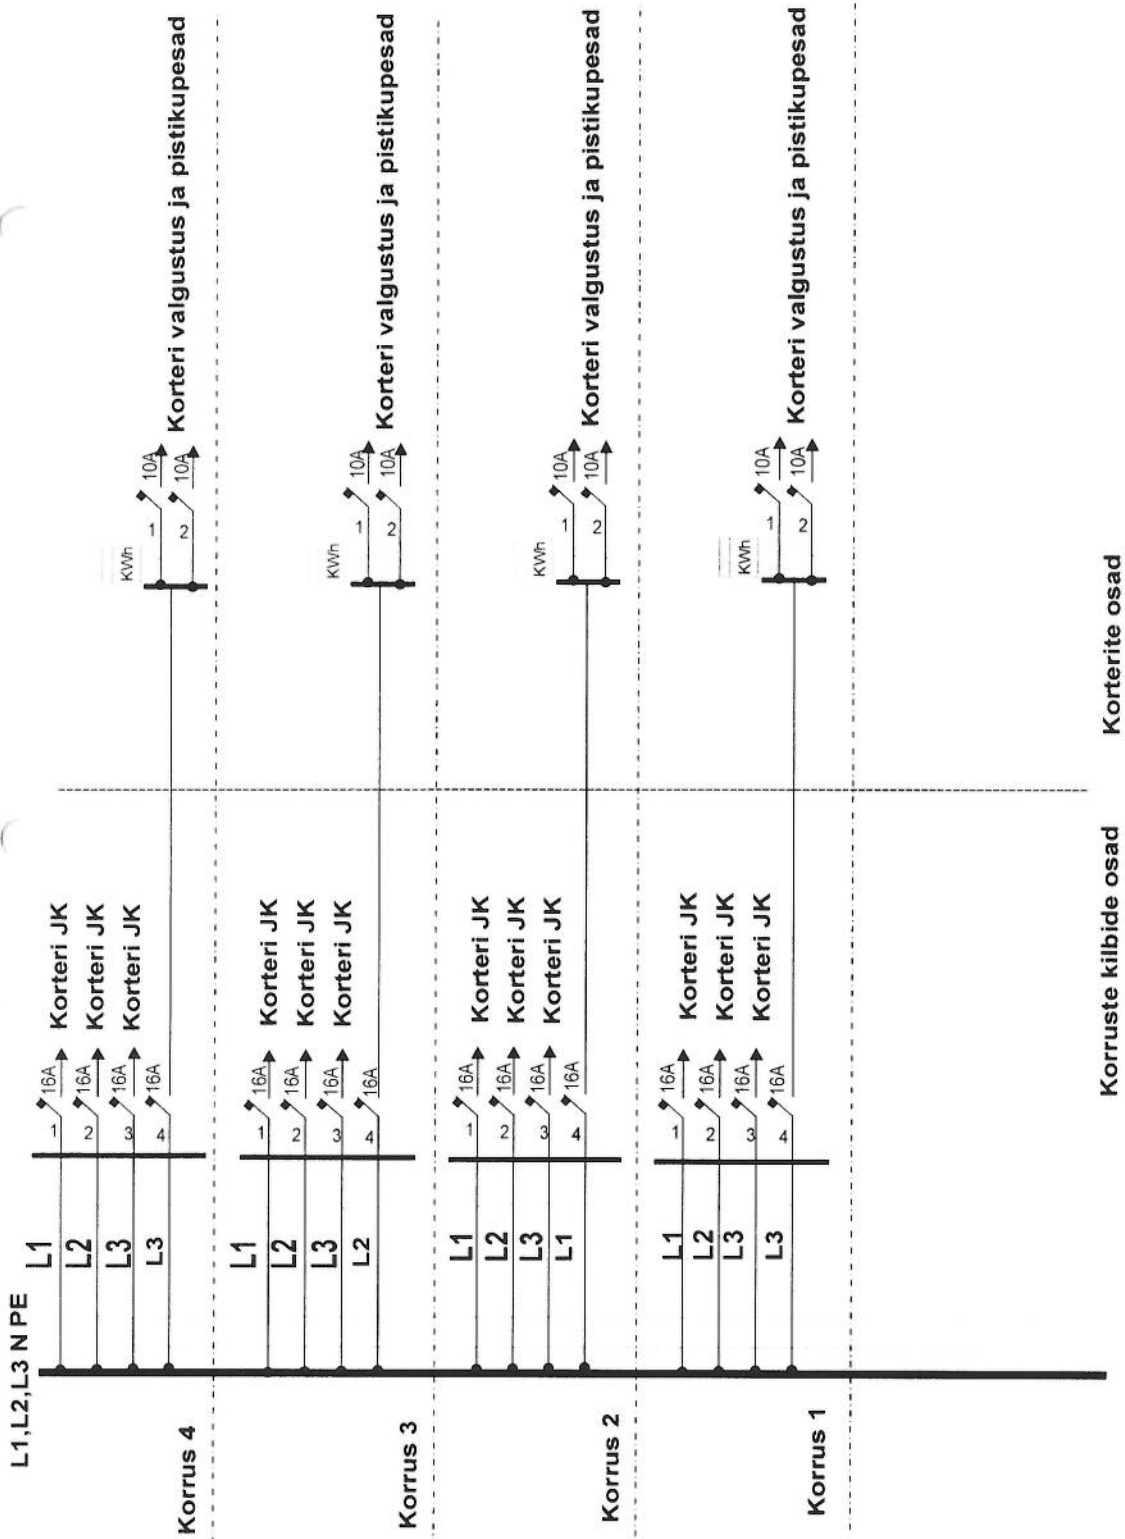 L1,L2,L3 N PE
Korrus 4
L1
L2
L3
L3
1
2
3
4
16A
16A
16A
16A
Korteri JK
Korteri JK
Korteri JK
KWh
1
2
10A
10A
Korteri valgustus ja pistikupesad
Korrus 3
L1
L2
L3
L2
1
2
3
4
16A
16A
16A
16A
Korteri JK
Korteri JK
Korteri JK
KWh
1
2
10A
10A
Korteri valgustus ja pistikupesad
Korrus 2
L1
L2
L3
L1
1
2
3
4
16A
16A
16A
16A
Korteri JK
Korteri JK
Korteri JK
KWh
1
2
10A
10A
Korteri valgustus ja pistikupesad
Korrus 1
L1
L2
L3
L3
1
2
3
4
16A
16A
16A
16A
Korteri JK
Korteri JK
Korteri JK
KWh
1
2
10A
10A
Korteri valgustus ja pistikupesad
Korruste kilbide osad
Korterite osad